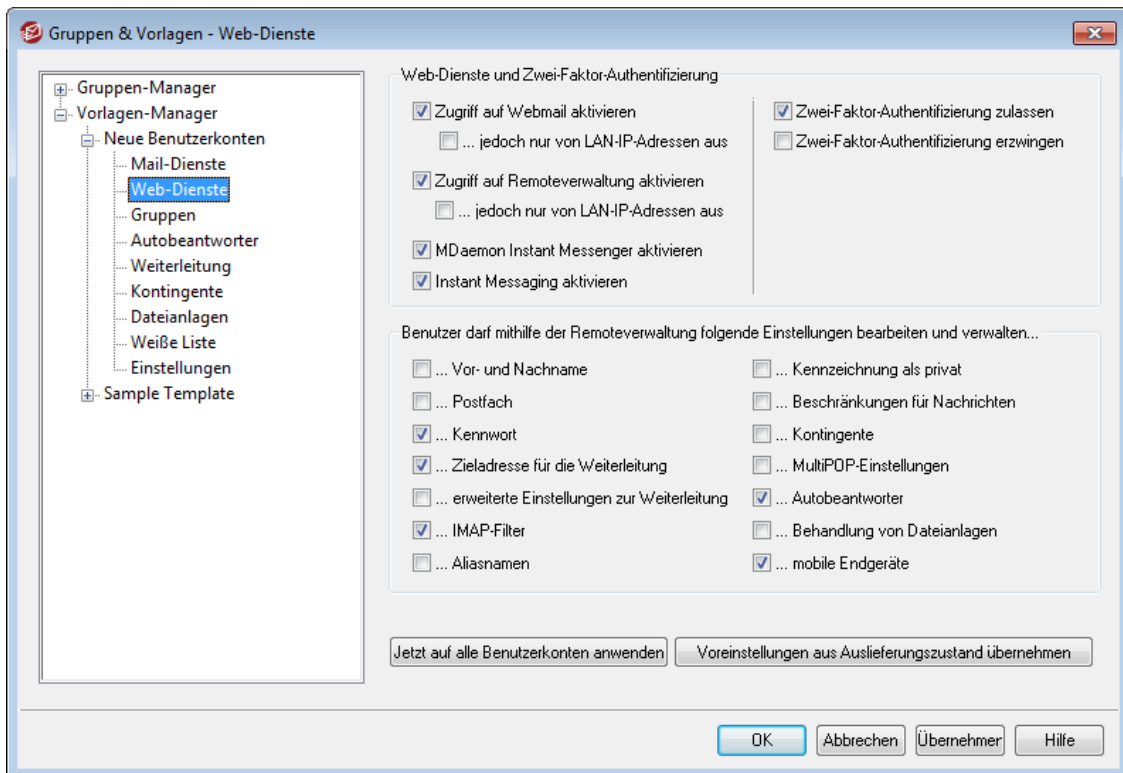 Gruppen & Vorlagen - Web-Dienste
Gruppen-Manager
Vorlagen-Manager
Neue Benutzerkonten
Mail-Dienste
Web-Dienste
Gruppen
Autobeantworter
Weiterleitung
Kontingente
Dateianlagen
Weiße Liste
Einstellungen
Sample Template
Web-Dienste und Zwei-Faktor-Authentifizierung
Zugriff auf Webmail aktivieren
... jedoch nur von LAN-IP-Adressen aus
Zugriff auf Remoteverwaltung aktivieren
... jedoch nur von LAN-IP-Adressen aus
MDaemon Instant Messenger aktivieren
Instant Messaging aktivieren
Zwei-Faktor-Authentifizierung zulassen
Zwei-Faktor-Authentifizierung erzwingen
Benutzer darf mithilfe der Remoteverwaltung folgende Einstellungen bearbeiten und verwalten...
... Vor- und Nachname
... Postfach
... Kennwort
... Zieladresse für die Weiterleitung
... erweiterte Einstellungen zur Weiterleitung
... IMAP-Filter
... Aliasnamen
... Kennzeichnung als privat
... Beschränkungen für Nachrichten
... Kontingente
... MultiPOP-Einstellungen
... Autobeantworter
... Behandlung von Dateianlagen
... mobile Endgeräte
Jetzt auf alle Benutzerkonten anwenden
Voreinstellungen aus Auslieferungszustand übernehmen
OK
Abbrechen
Übernehmer
Hilfe